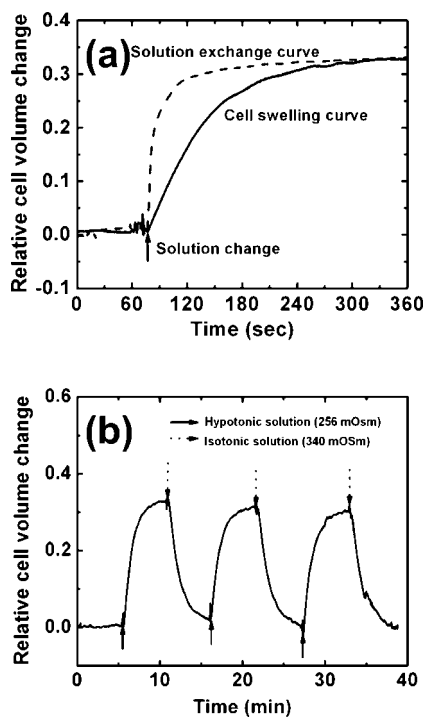 (a)
Relative cell volume change
0.4
0.3
0.2
0.1
0.0
-0.1
Solution exchange curve
Cell swelling curve
Solution change
0 60 120 180 240 300 360
Time (sec)
(b)
Relative cell volume change
0.6
0.4
0.2
0.0
Hypotonic solution (256 mOsm)
Isotonic solution (340 mOSm)
0 10 20 30 40
Time (min)